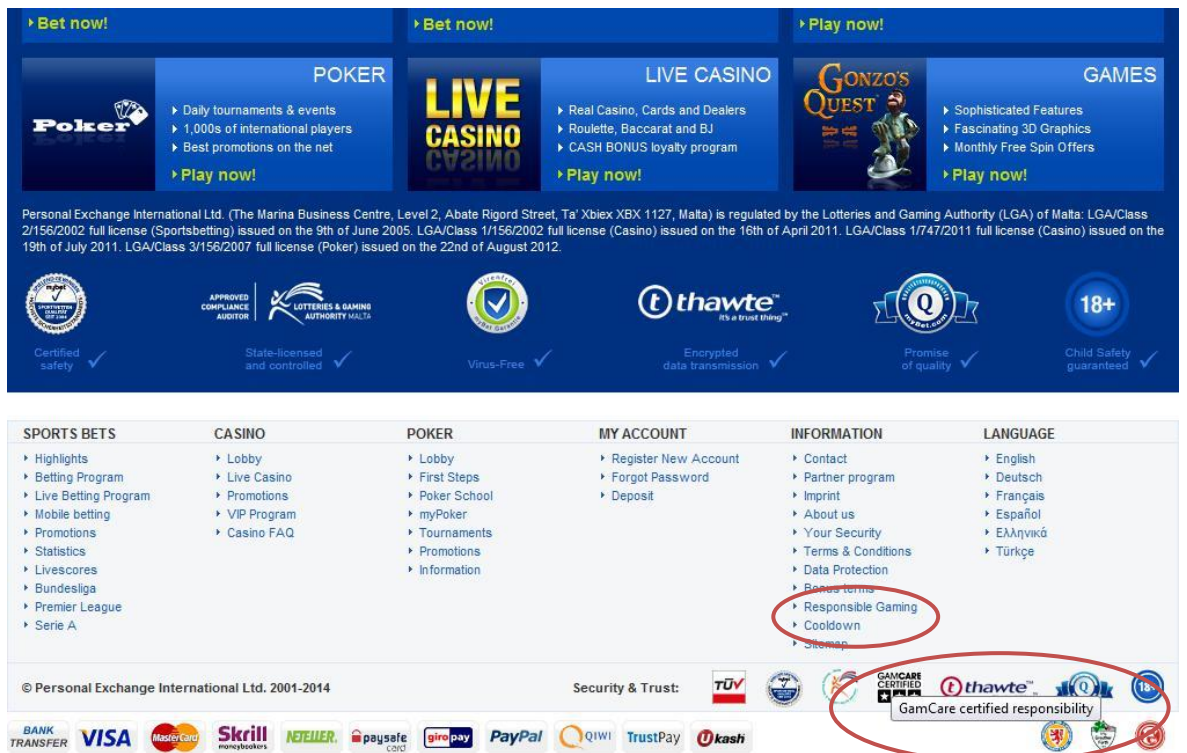 Bet now!
Bet now!
Play now!
Poker
POKER
Daily tournaments & events
1,000s of international players
Best promotions on the net
Play now!
LIVE
CASINO
LIVE CASINO
Real Casino, Cards and Dealers
Roulette, Baccarat and BJ
CASH BONUS loyalty program
Play now!
GONZO'S
QUEST
GAMES
Sophisticated Features
Fascinating 3D Graphics
Monthly Free Spin Offers
Play now!
Personal Exchange International Ltd. (The Marina Business Centre, Level 2, Abate Rigord Street, Ta' Xbiex XBX 1127, Malta) is regulated by the Lotteries and Gaming Authority (LGA) of Malta: LGA/Class
2/156/2002 full license (Sportsbetting) issued on the 9th of June 2005. LGA/Class 1/156/2002 full license (Casino) issued on the 16th of April 2011. LGA/Class 1/747/2011 full license (Casino) issued on the
19th of July 2011. LGA/Class 3/156/2007 full license (Poker) issued on the 22nd of August 2012.
mybet
APPROVED
COMPLIANCE
AUDITOR
LOTTERIES & GAMING
AUTHORITY MALTA
Virenfrei
myBet Garantie
thawte
it's a trust thing™
Q
myBet.com
18+
Certified
safety
State-licensed
and controlled
Virus-Free
Encrypted
data transmission
Promise
of quality
Child Safety
guaranteed
SPORTS BETS
Highlights
Betting Program
Live Betting Program
Mobile betting
Promotions
Statistics
Livescores
Bundesliga
Premier League
Serie A
CASINO
Lobby
Live Casino
Promotions
VIP Program
Casino FAQ
POKER
Lobby
First Steps
Poker School
myPoker
Tournaments
Promotions
Information
MY ACCOUNT
Register New Account
Forgot Password
Deposit
INFORMATION
Contact
Partner program
Imprint
About us
Your Security
Terms & Conditions
Data Protection
Bonus terms
Responsible Gaming
Cooldown
Sitemap
LANGUAGE
English
Deutsch
Français
Español
Ελληνικά
Türkçe
© Personal Exchange International Ltd. 2001-2014
Security & Trust:
TÜV
GAMCARE
CERTIFIED
thawte
Q
18+
GamCare certified responsibility
BANK
TRANSFER
VISA
MasterCard
Skrill
moneybookers
NETELLER.
paysafe
card
giropay
PayPal
QIWI
TrustPay
Ukash